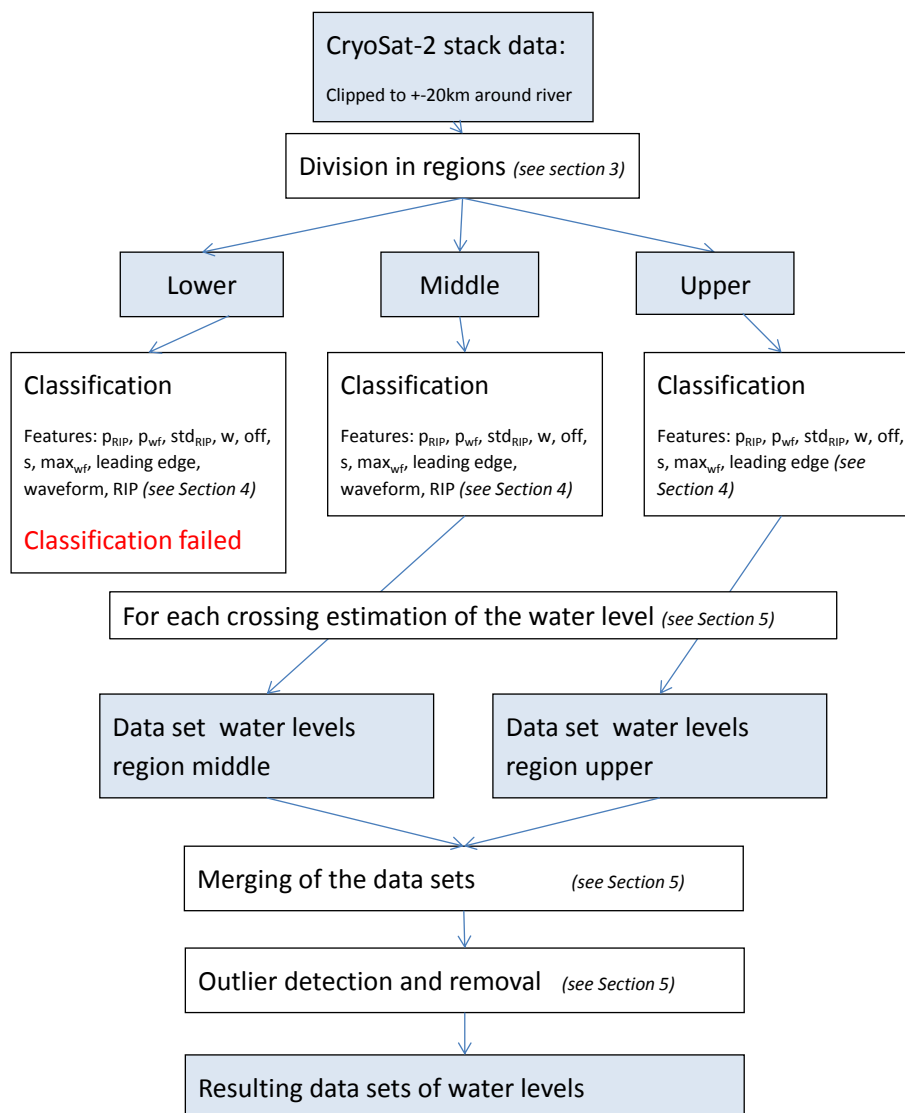 CryoSat-2 stack data:
Clipped to +-20km around river
Division in regions (see section 3)
Lower
Middle
Upper
Classification
Features: pRIP, pwf, stdRIP, w, off,
s, maxwf, leading edge,
waveform, RIP (see Section 4)
Classification failed
Classification
Features: pRIP, pwf, stdRIP, w, off,
s, maxwf, leading edge,
waveform, RIP (see Section 4)
Classification
Features: pRIP, pwf, stdRIP, w, off,
s, maxwf, leading edge (see
Section 4)
For each crossing estimation of the water level (see Section 5)
Data set water levels
region middle
Data set water levels
region upper
Merging of the data sets (see Section 5)
Outlier detection and removal (see Section 5)
Resulting data sets of water levels